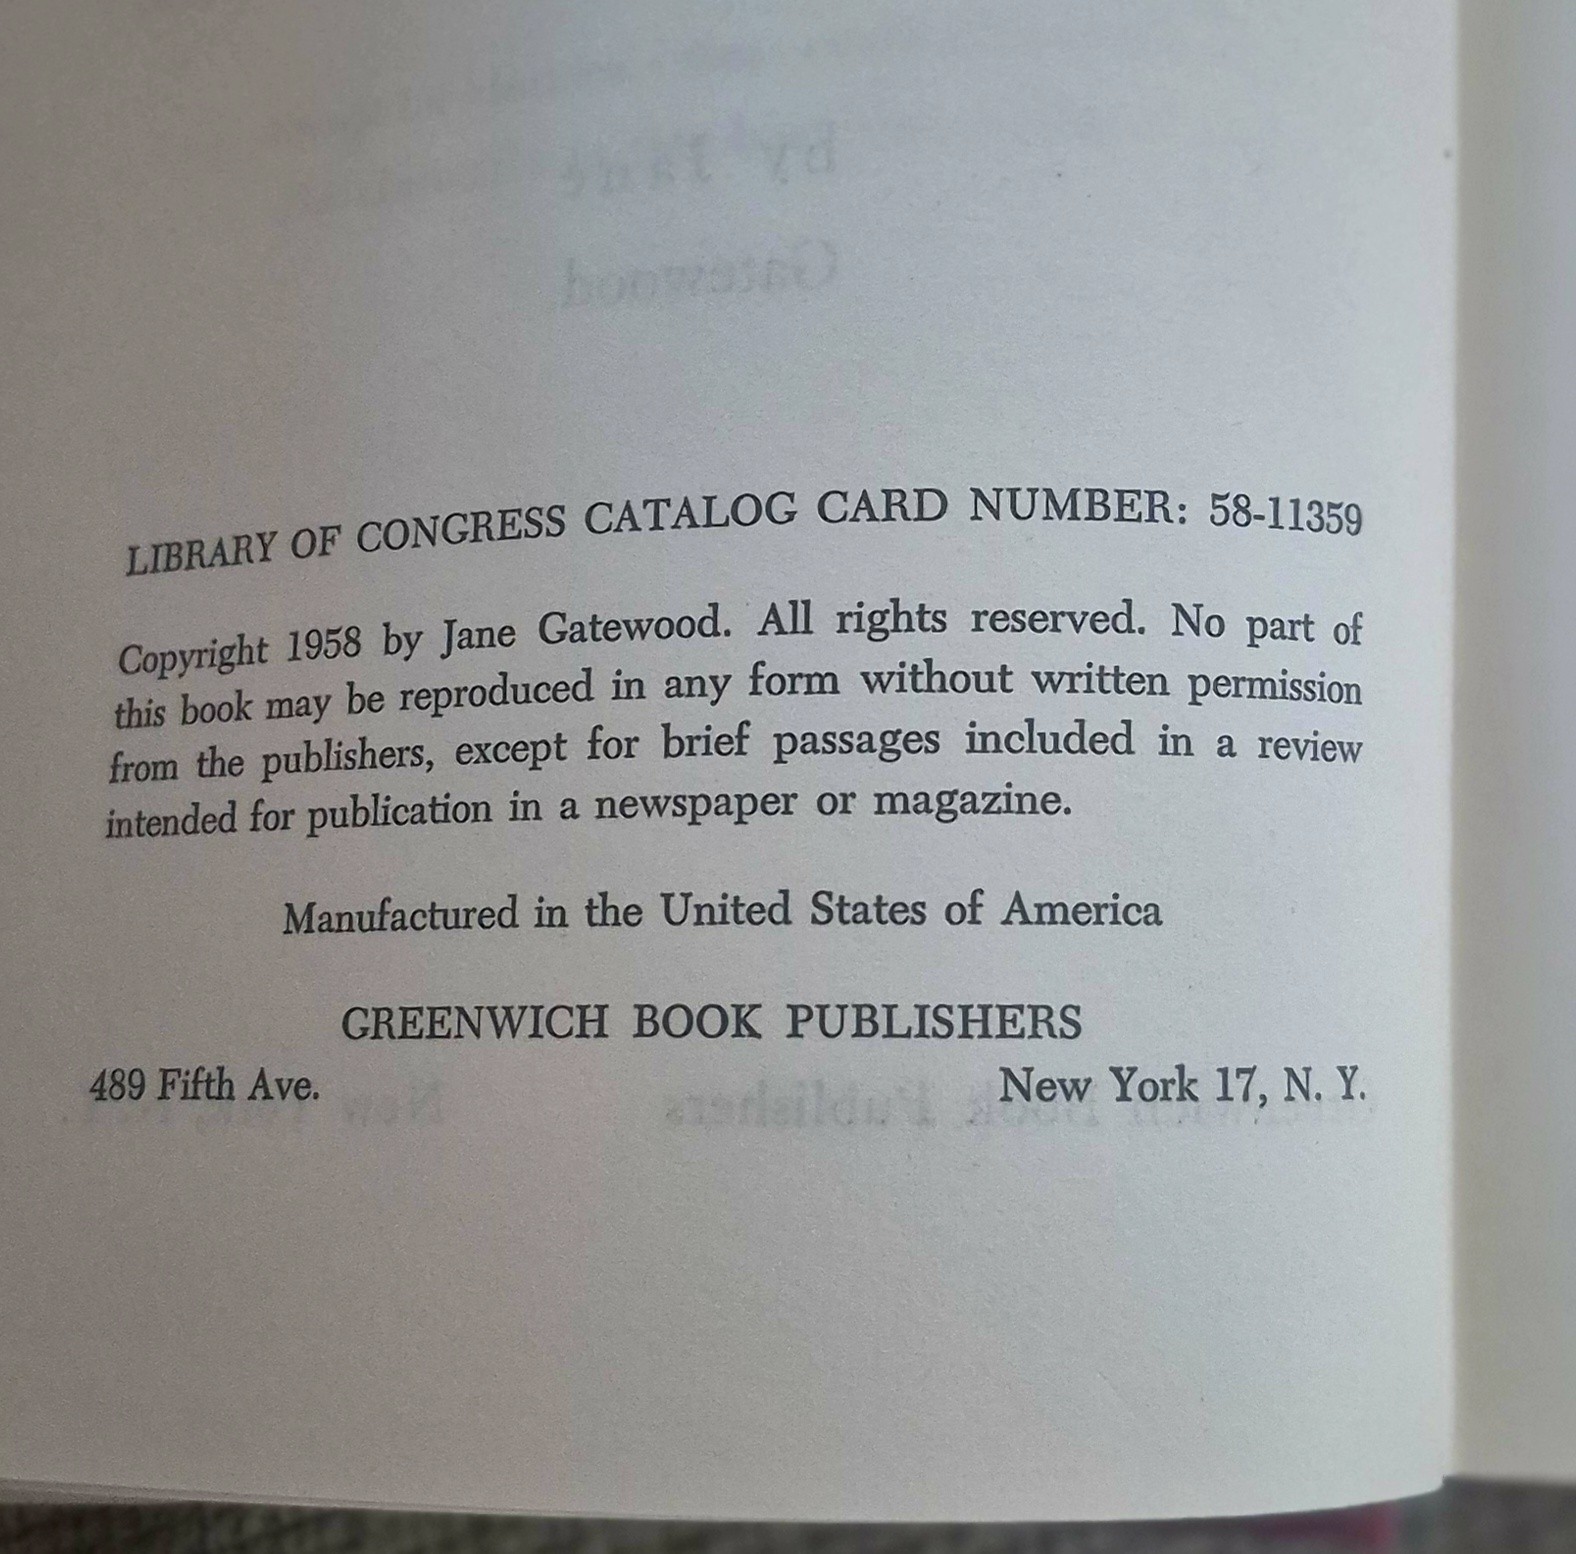 LIBRARY OF CONGRESS CATALOG CARD NUMBER: 58-11359
Copyright 1958 by Jane Gatewood. All rights reserved. No part of
this book may be reproduced in any form without written permission
from the publishers, except for brief passages included in a review
intended for publication in a newspaper or magazine.
Manufactured in the United States of America
GREENWICH BOOK PUBLISHERS
489 Fifth Ave. New York 17, N. Y.